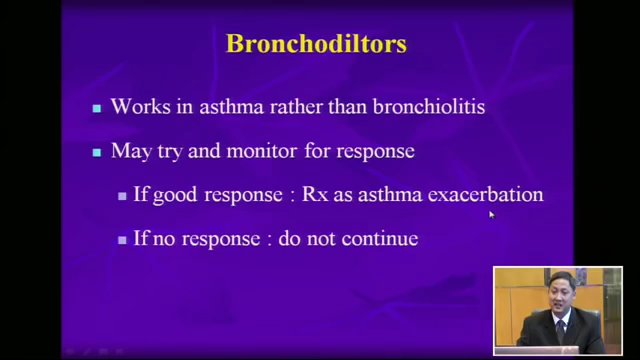 Bronchodiltors
Works in asthma rather than bronchiolitis
May try and monitor for response
If good response : Rx as asthma exacerbation
If no response : do not continue